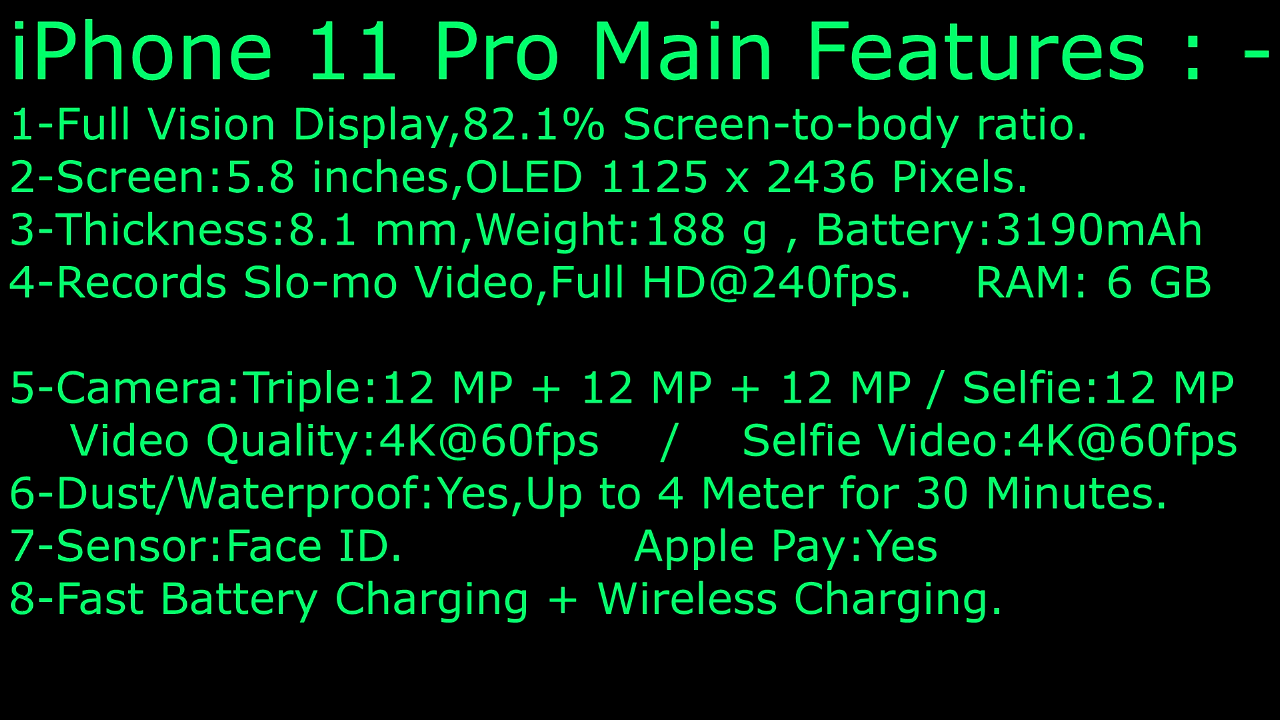 iPhone 11 Pro Main Features : -
1-Full Vision Display,82.1% Screen-to-body ratio.
2-Screen:5.8 inches,OLED 1125 x 2436 Pixels.
3-Thickness:8.1 mm,Weight:188 g , Battery:3190mAh
4-Records Slo-mo Video,Full HD@240fps. RAM: 6 GB
5-Camera:Triple:12 MP + 12 MP + 12 MP / Selfie:12 MP
Video Quality:4K@60fps / Selfie Video:4K@60fps
6-Dust/Waterproof:Yes,Up to 4 Meter for 30 Minutes.
7-Sensor:Face ID. Apple Pay:Yes
8-Fast Battery Charging + Wireless Charging.